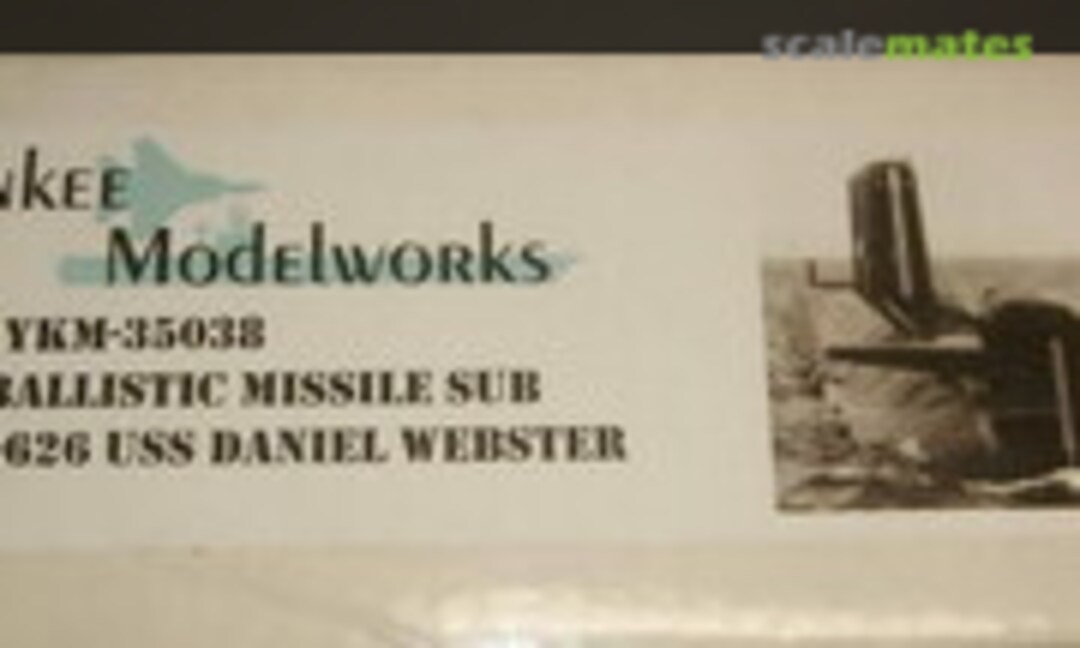 scalemates
NKEE
ModElwORks
YKM-35038
BALLISTIC MISSILE SUB
-626 USS DANIEL WEBSTER